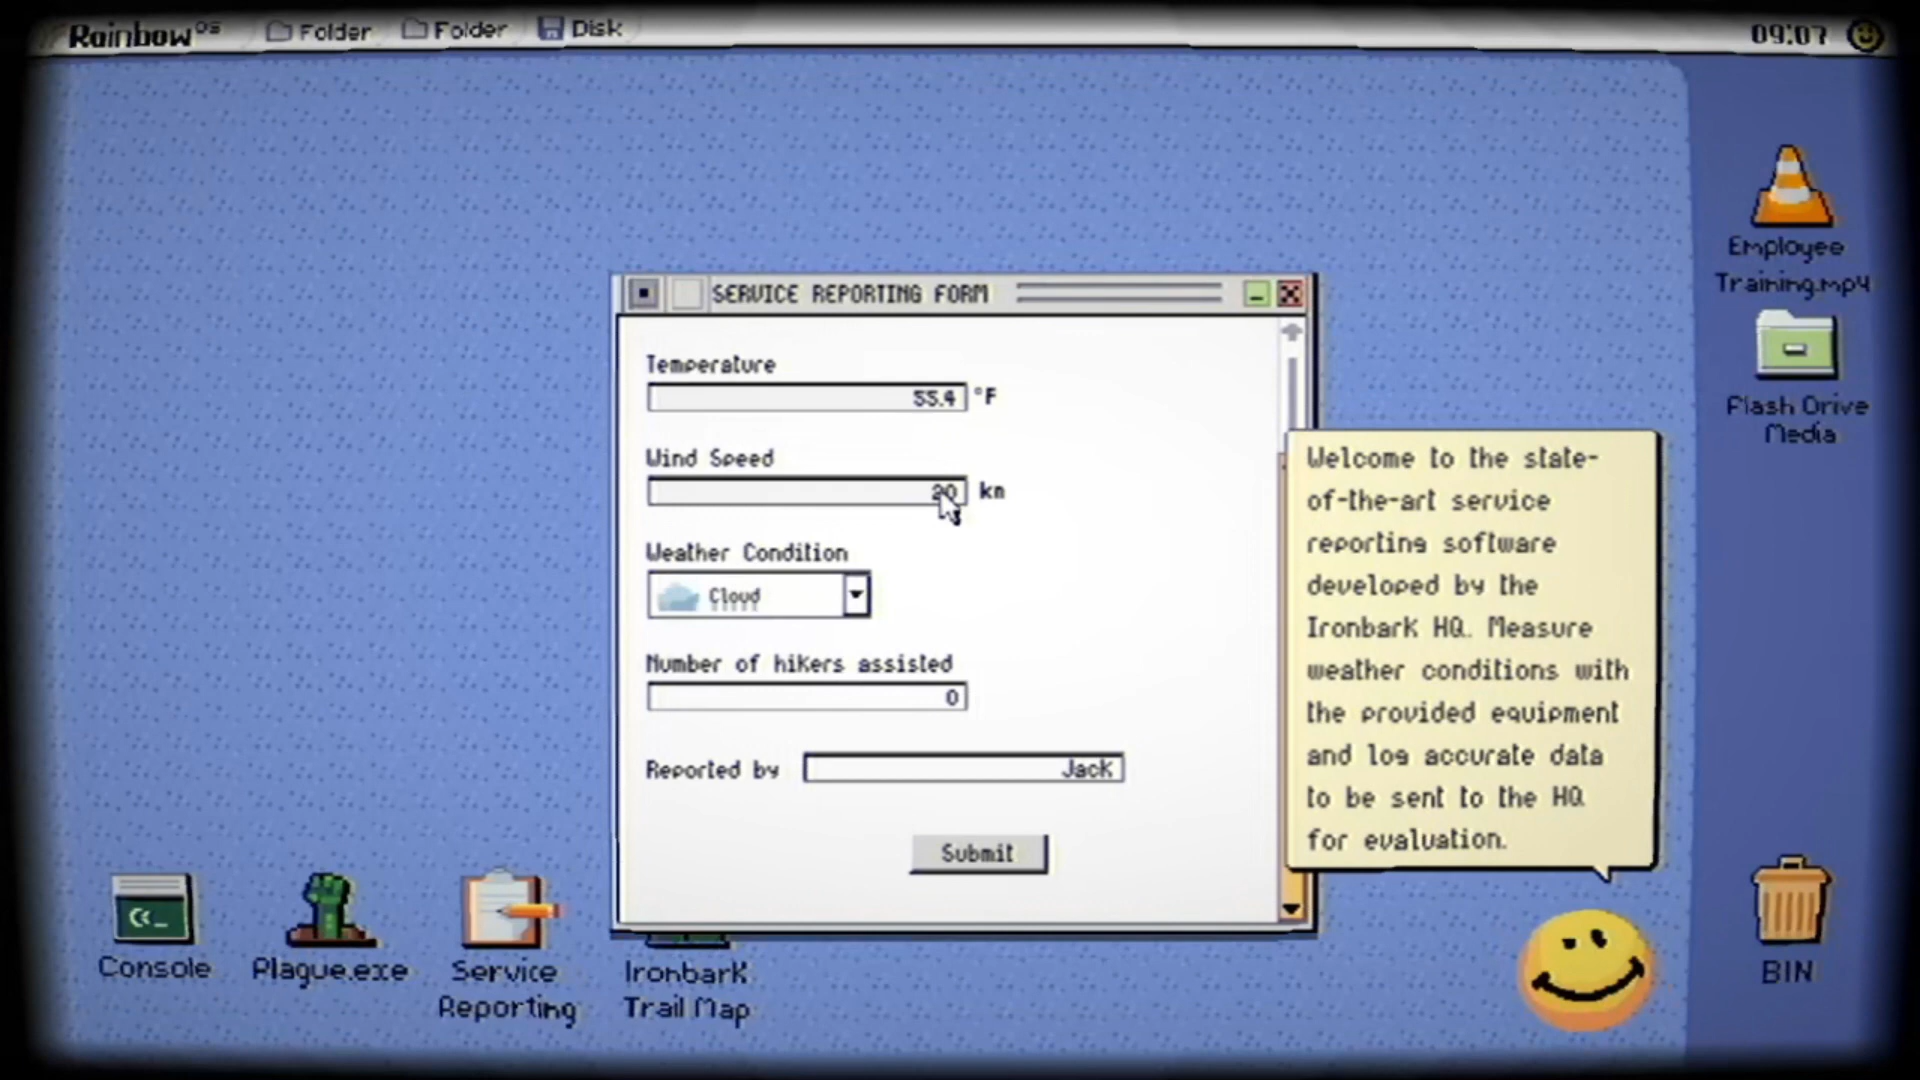 RainbowOS
Folder
Folder
Disk
09:07
Employee
Training.mp4
Flash Drive
Media
SERVICE REPORTING FORM
Temperature
55.4 °F
Wind Speed
20 kn
Weather Condition
Cloud
Number of hikers assisted
0
Reported by Jack
Submit
Welcome to the state-
of-the-art service
reporting software
developed by the
Ironbark HQ. Measure
weather conditions with
the provided equipment
and log accurate data
to be sent to the HQ
for evaluation.
Console
Plague.exe
Service
Reporting
Ironbark
Trail Map
BIN